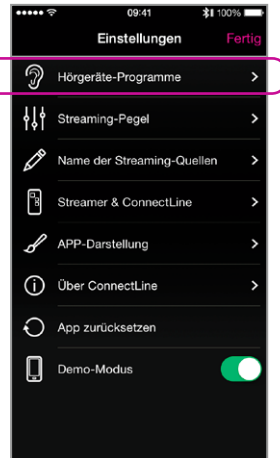 09:41
100%
Einstellungen
Fertig
Hörgeräte-Programme
Streaming-Pegel
Name der Streaming-Quellen
Streamer & ConnectLine
APP-Darstellung
Über ConnectLine
App zurücksetzen
Demo-Modus